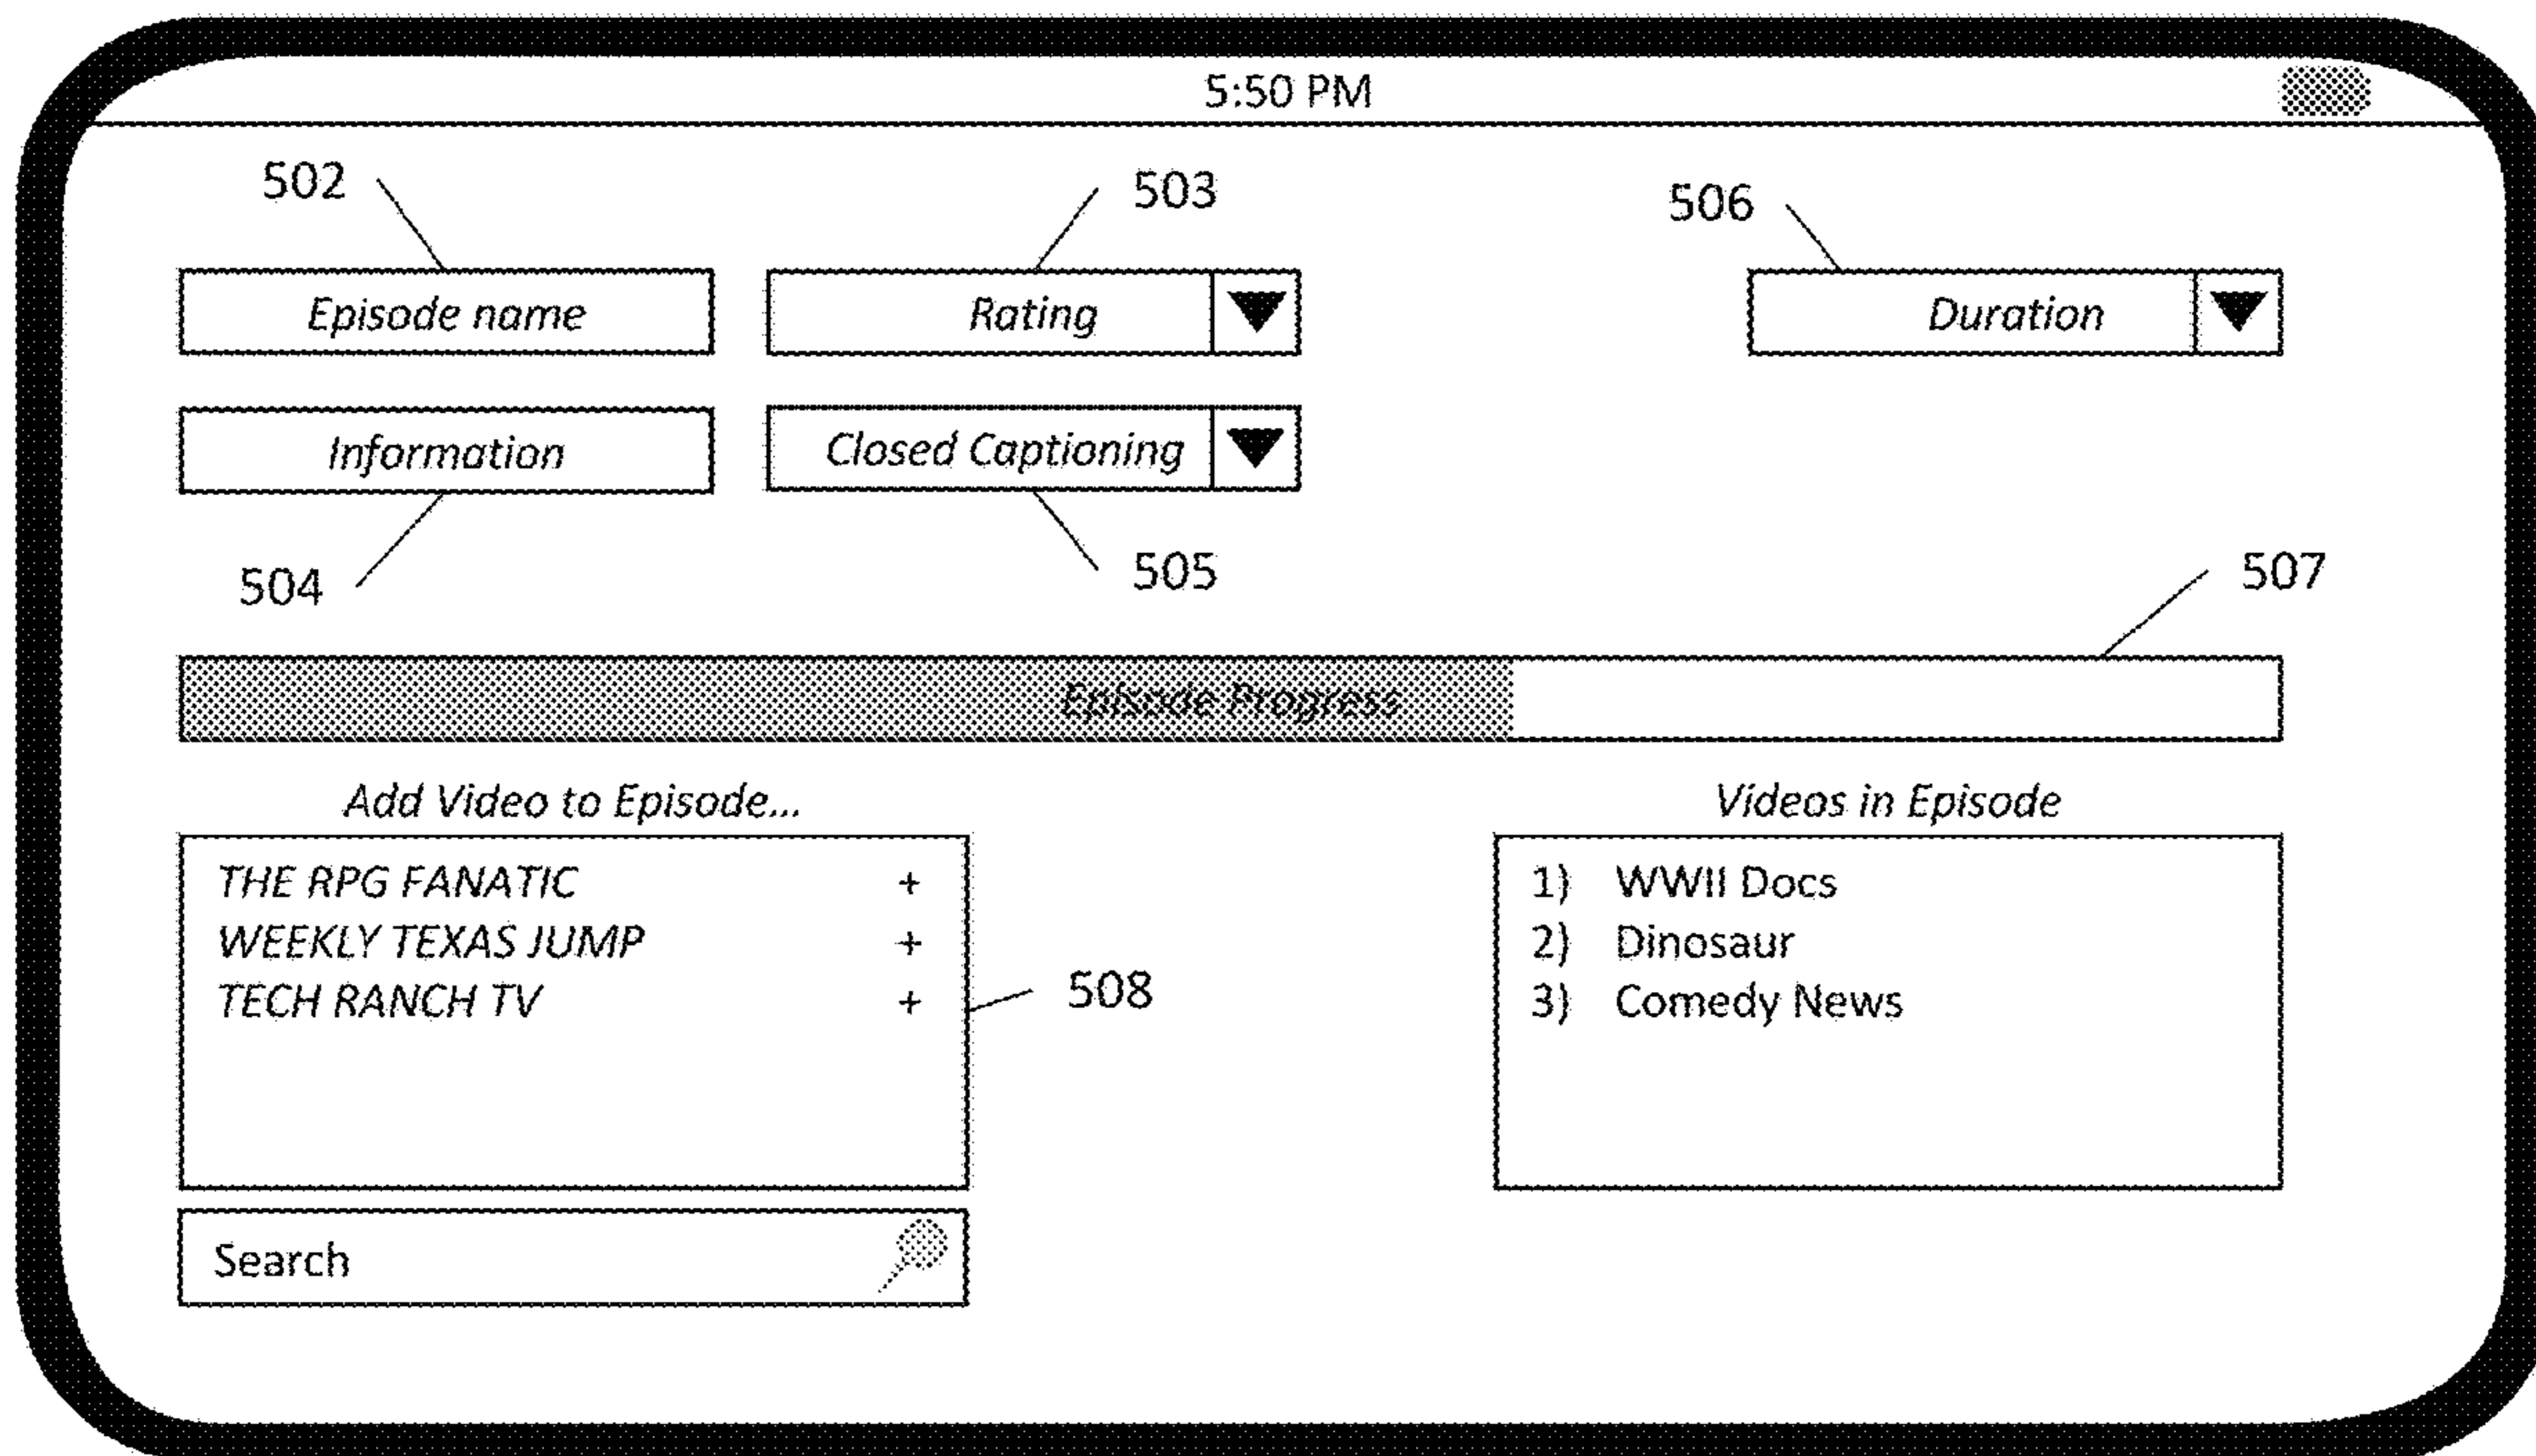 5:50 PM
502
503
506
Episode name
Rating
Duration
Information
Closed Captioning
504
505
507
Episode Progress
Add Video to Episode...
THE RPG FANATIC +
WEEKLY TEXAS JUMP +
TECH RANCH TV +
508
Search
Videos in Episode
1) WWII Docs
2) Dinosaur
3) Comedy News